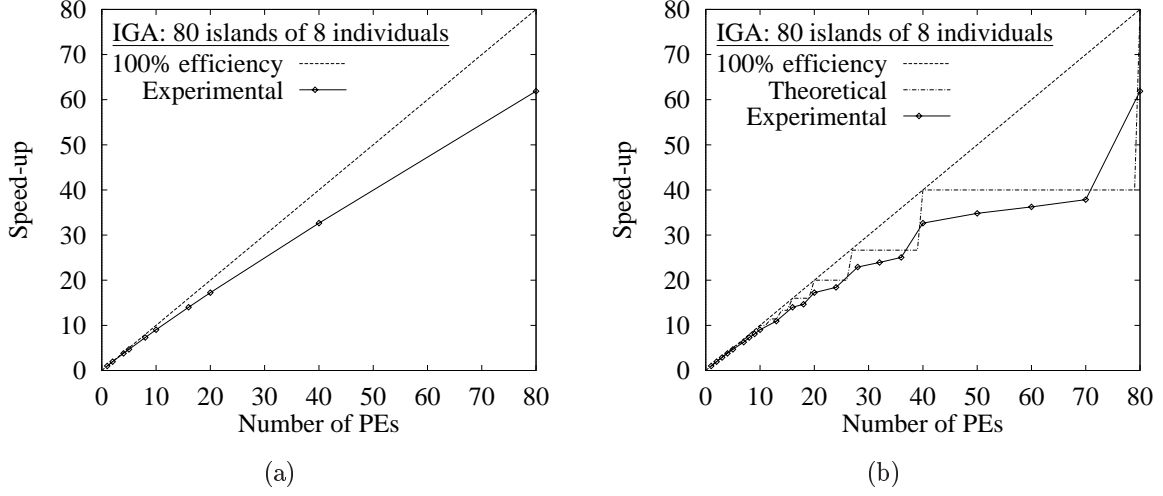 80
70
60
50
40
30
20
10
0
Speed-up
IGA: 80 islands of 8 individuals
100% efficiency
Experimental
0 10 20 30 40 50 60 70 80
Number of PEs
(a)
80
70
60
50
40
30
20
10
0
Speed-up
IGA: 80 islands of 8 individuals
100% efficiency
Theoretical
Experimental
0 10 20 30 40 50 60 70 80
Number of PEs
(b)